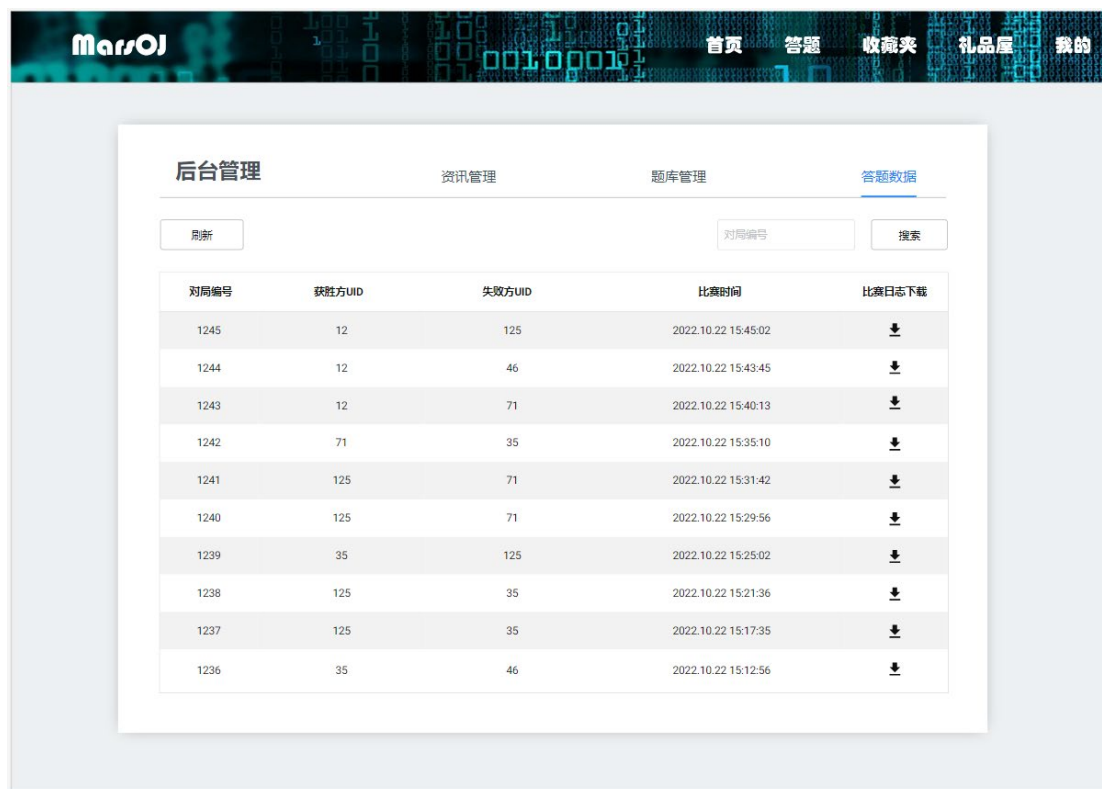 MarsOJ 首页 答题 收藏夹 礼品屋 我的
后台管理 资讯管理 题库管理 答题数据
刷新 对局编号 搜索
对局编号 获胜方UID 失败方UID 比赛时间 比赛日志下载
1245 12 125 2022.10.22 15:45:02
1244 12 46 2022.10.22 15:43:45
1243 12 71 2022.10.22 15:40:13
1242 71 35 2022.10.22 15:35:10
1241 125 71 2022.10.22 15:31:42
1240 125 71 2022.10.22 15:29:56
1239 35 125 2022.10.22 15:25:02
1238 125 35 2022.10.22 15:21:36
1237 125 35 2022.10.22 15:17:35
1236 35 46 2022.10.22 15:12:56